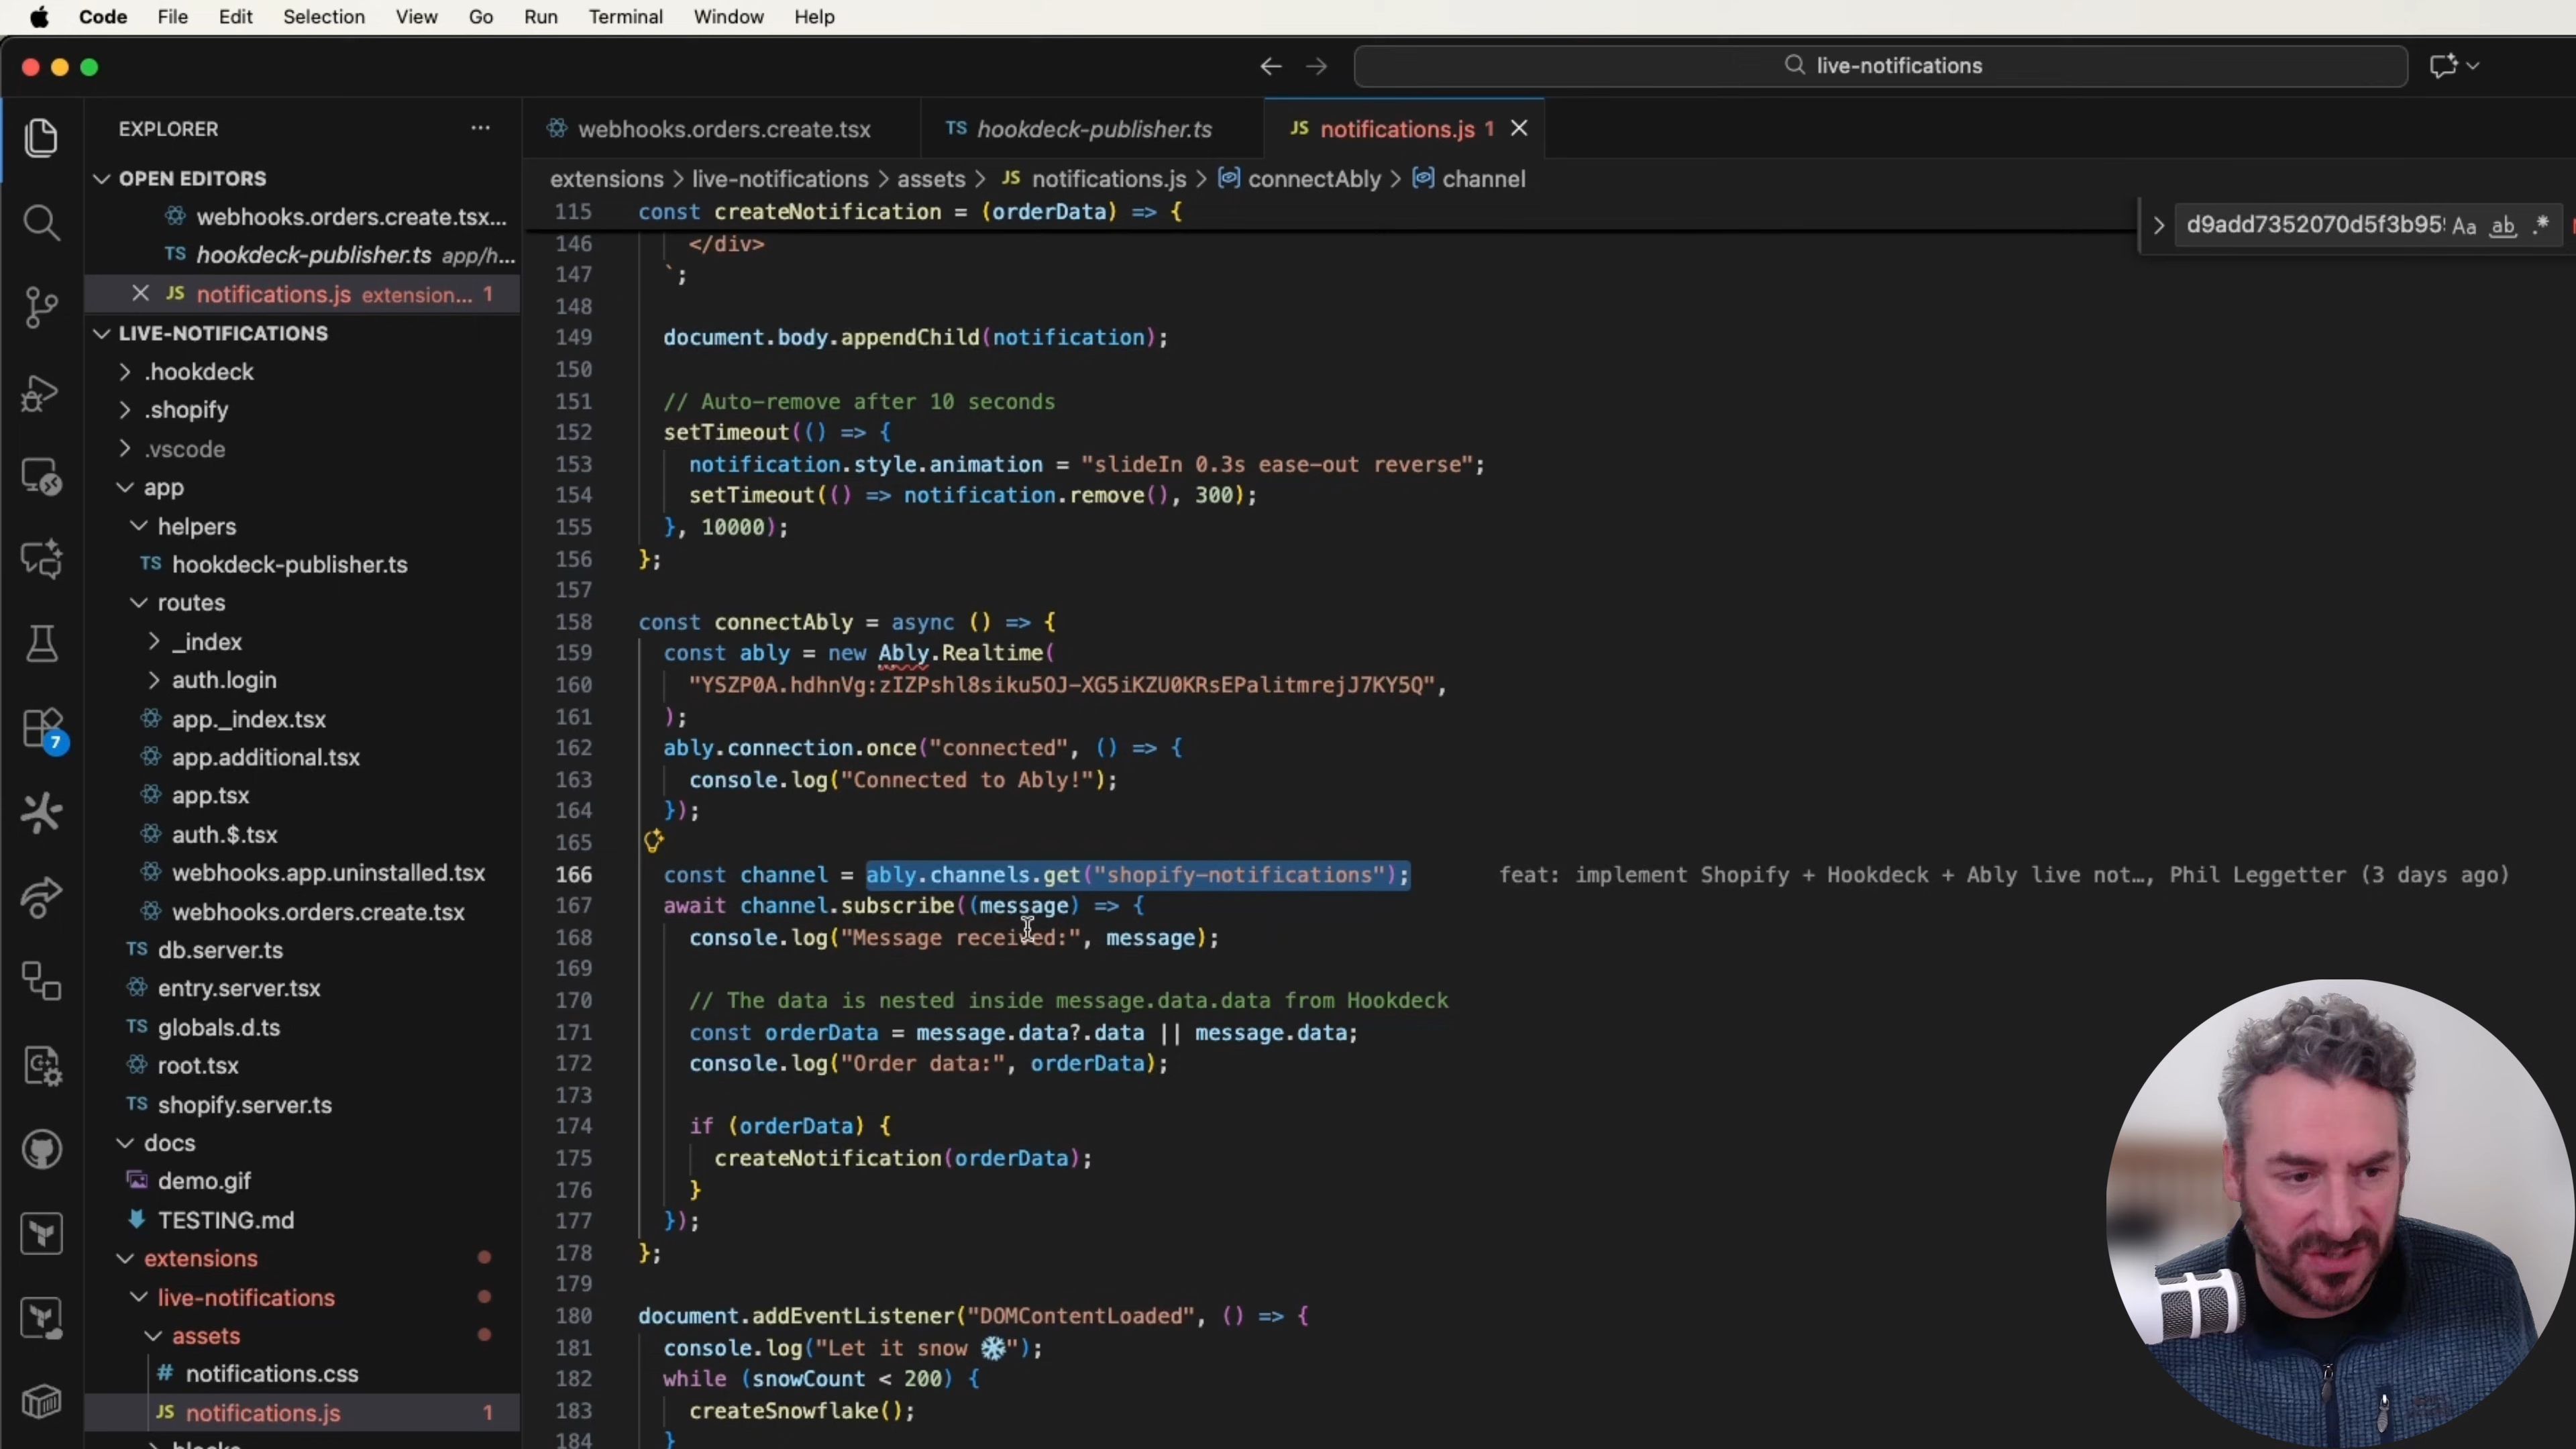 Code File Edit Selection View Go Run Terminal Window Help
live-notifications
EXPLORER
OPEN EDITORS
webhooks.orders.create.tsx...
hookdeck-publisher.ts app/h...
notifications.js extension... 1
LIVE-NOTIFICATIONS
.hookdeck
.shopify
.vscode
app
helpers
TS hookdeck-publisher.ts
routes
_index
auth.login
app._index.tsx
app.additional.tsx
app.tsx
auth.$.tsx
webhooks.app.uninstalled.tsx
webhooks.orders.create.tsx
TS db.server.ts
entry.server.tsx
TS globals.d.ts
root.tsx
TS shopify.server.ts
docs
demo.gif
TESTING.md
extensions
live-notifications
assets
# notifications.css
JS notifications.js 1
7
webhooks.orders.create.tsx TS hookdeck-publisher.ts JS notifications.js 1
extensions > live-notifications > assets > JS notifications.js > connectAbly > channel
Aa ab .*
115 const createNotification = (orderData) => {
146 </div>
147 `;
148
149 document.body.appendChild(notification);
150
151 // Auto-remove after 10 seconds
152 setTimeout(() => {
153 notification.style.animation = "slideIn 0.3s ease-out reverse";
154 setTimeout(() => notification.remove(), 300);
155 }, 10000);
156 };
157
158 const connectAbly = async () => {
159 const ably = new Ably.Realtime(
160 "YSZP0A.hdhnVg:zIZPshl8siku5OJ-XG5iKZU0KRsEPalitmrejJ7KY5Q",
161 );
162 ably.connection.once("connected", () => {
163 console.log("Connected to Ably!");
164 });
165
166 const channel = ably.channels.get("shopify-notifications"); feat: implement Shopify + Hookdeck + Ably live not…, Phil Leggetter (3 days ago)
167 await channel.subscribe((message) => {
168 console.log("Message received:", message);
169
170 // The data is nested inside message.data.data from Hookdeck
171 const orderData = message.data?.data || message.data;
172 console.log("Order data:", orderData);
173
174 if (orderData) {
175 createNotification(orderData);
176 }
177 });
178 };
179
180 document.addEventListener("DOMContentLoaded", () => {
181 console.log("Let it snow ❄️");
182 while (snowCount < 200) {
183 createSnowflake();
184 }